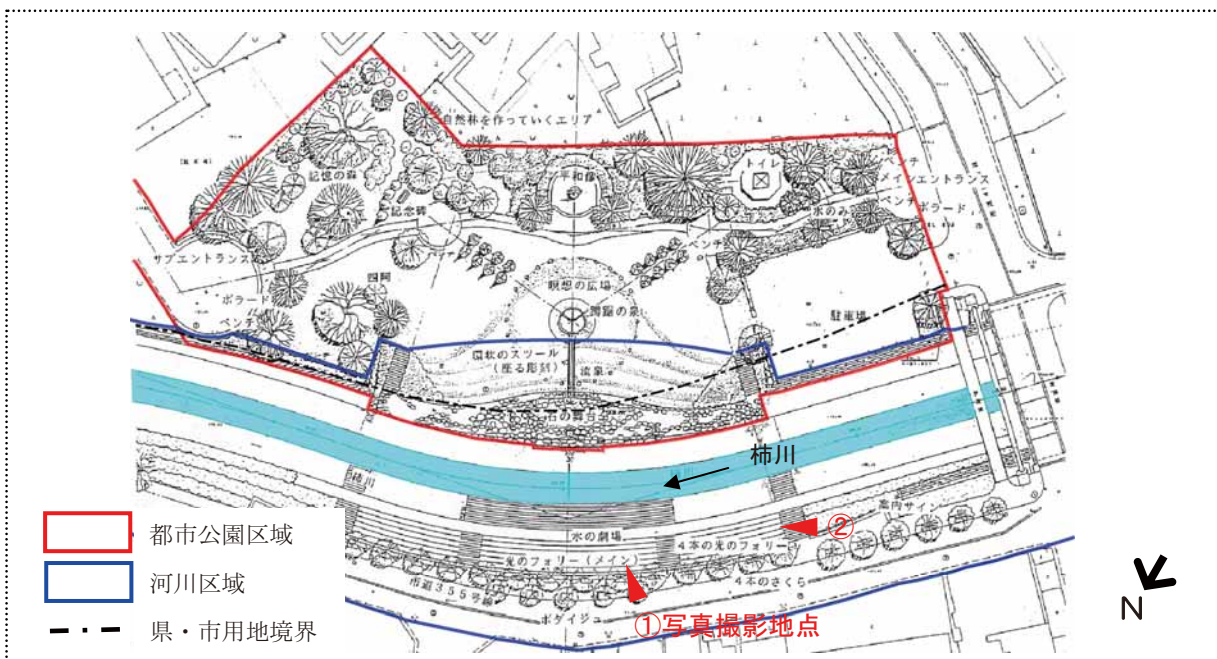 自然林を作っていくエリア
トイレ
ベンチ
メインエントランス
記憶の森
平和像
記念碑
水のみ
ベンチ
ボラード
ベンチ
サブエントランス
四阿
瞑想の広場
ボラード
ベンチ
駐車場
環状のスツール
(座る彫刻)
流泉
石の舞台
柿川
柿川
案内サイン
②
水の劇場
4本の光のフォリー
光のフォリー(メイン)
市道355号線
4本のさくら
ボダイジュ
①写真撮影地点
都市公園区域
河川区域
県・市用地境界
N